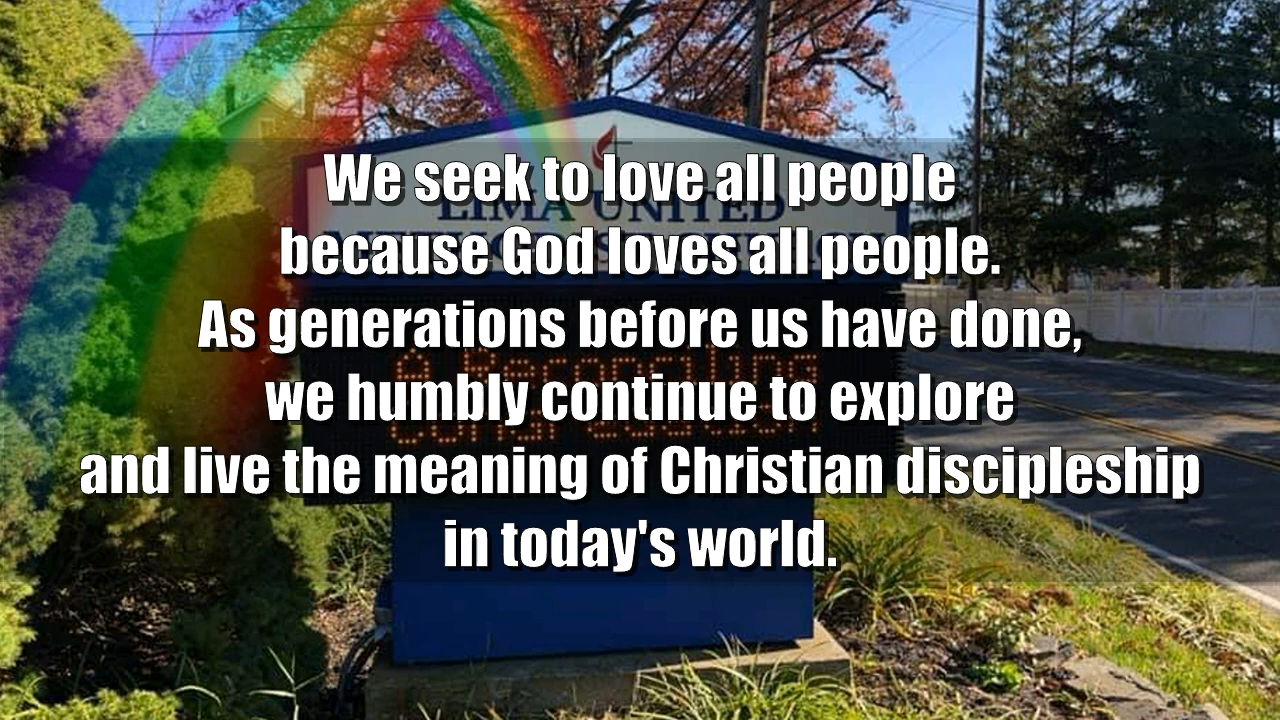 We seek to love all people
because God loves all people.
As generations before us have done,
we humbly continue to explore
and live the meaning of Christian discipleship
in today's world.
LIMA UNITED